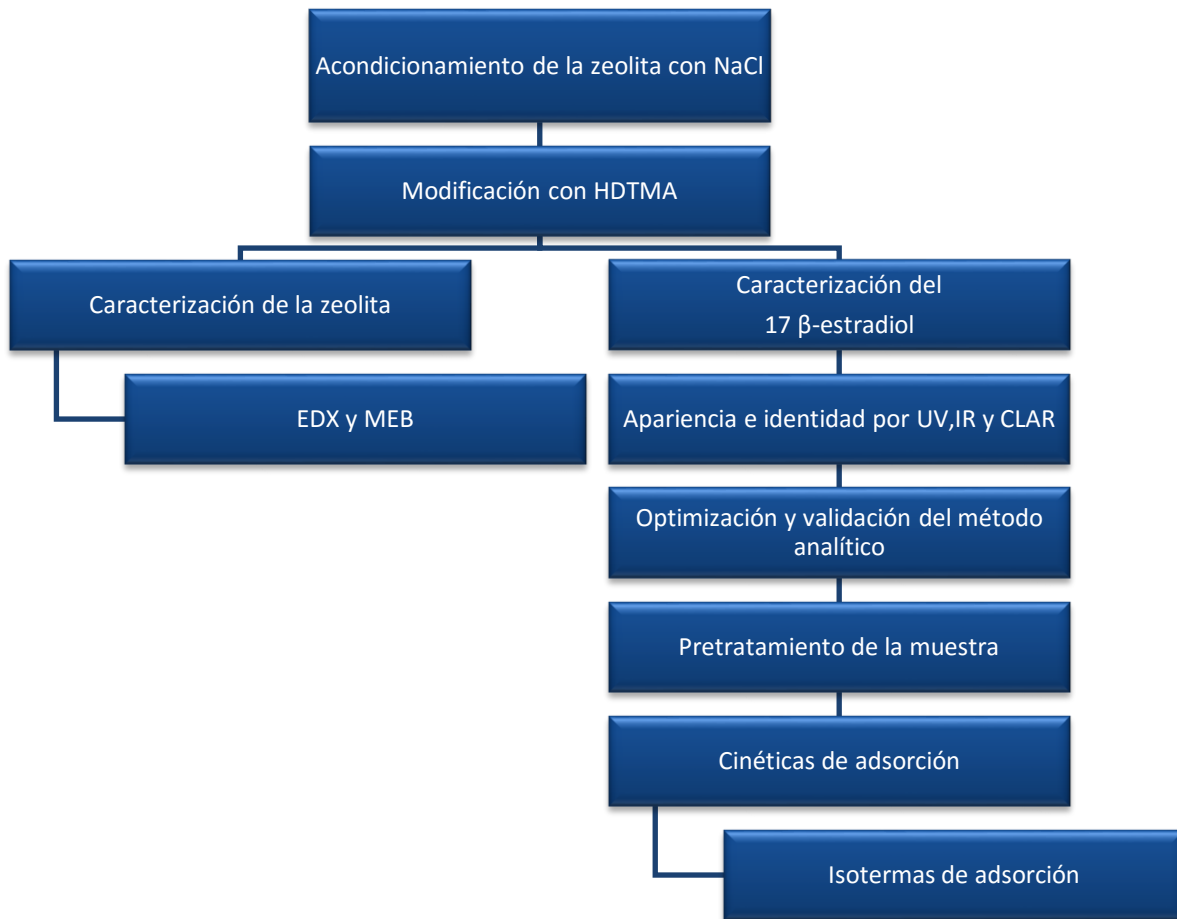 Acondicionamiento de la zeolita con NaCl
Modificación con HDTMA
Caracterización de la zeolita
EDX y MEB
Caracterización del
17 β-estradiol
Apariencia e identidad por UV,IR y CLAR
Optimización y validación del método
analítico
Pretratamiento de la muestra
Cinéticas de adsorción
Isotermas de adsorción